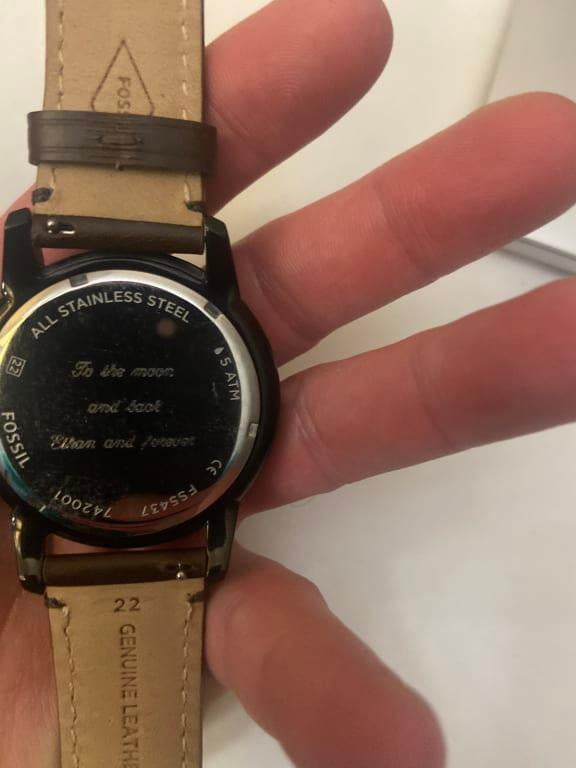 FOSSIL
ALL STAINLESS STEEL
5 ATM
22
To the moon
and back
Ethan and forever
FOSSIL
CE
FS5437
742001
22
GENUINE LEATHE